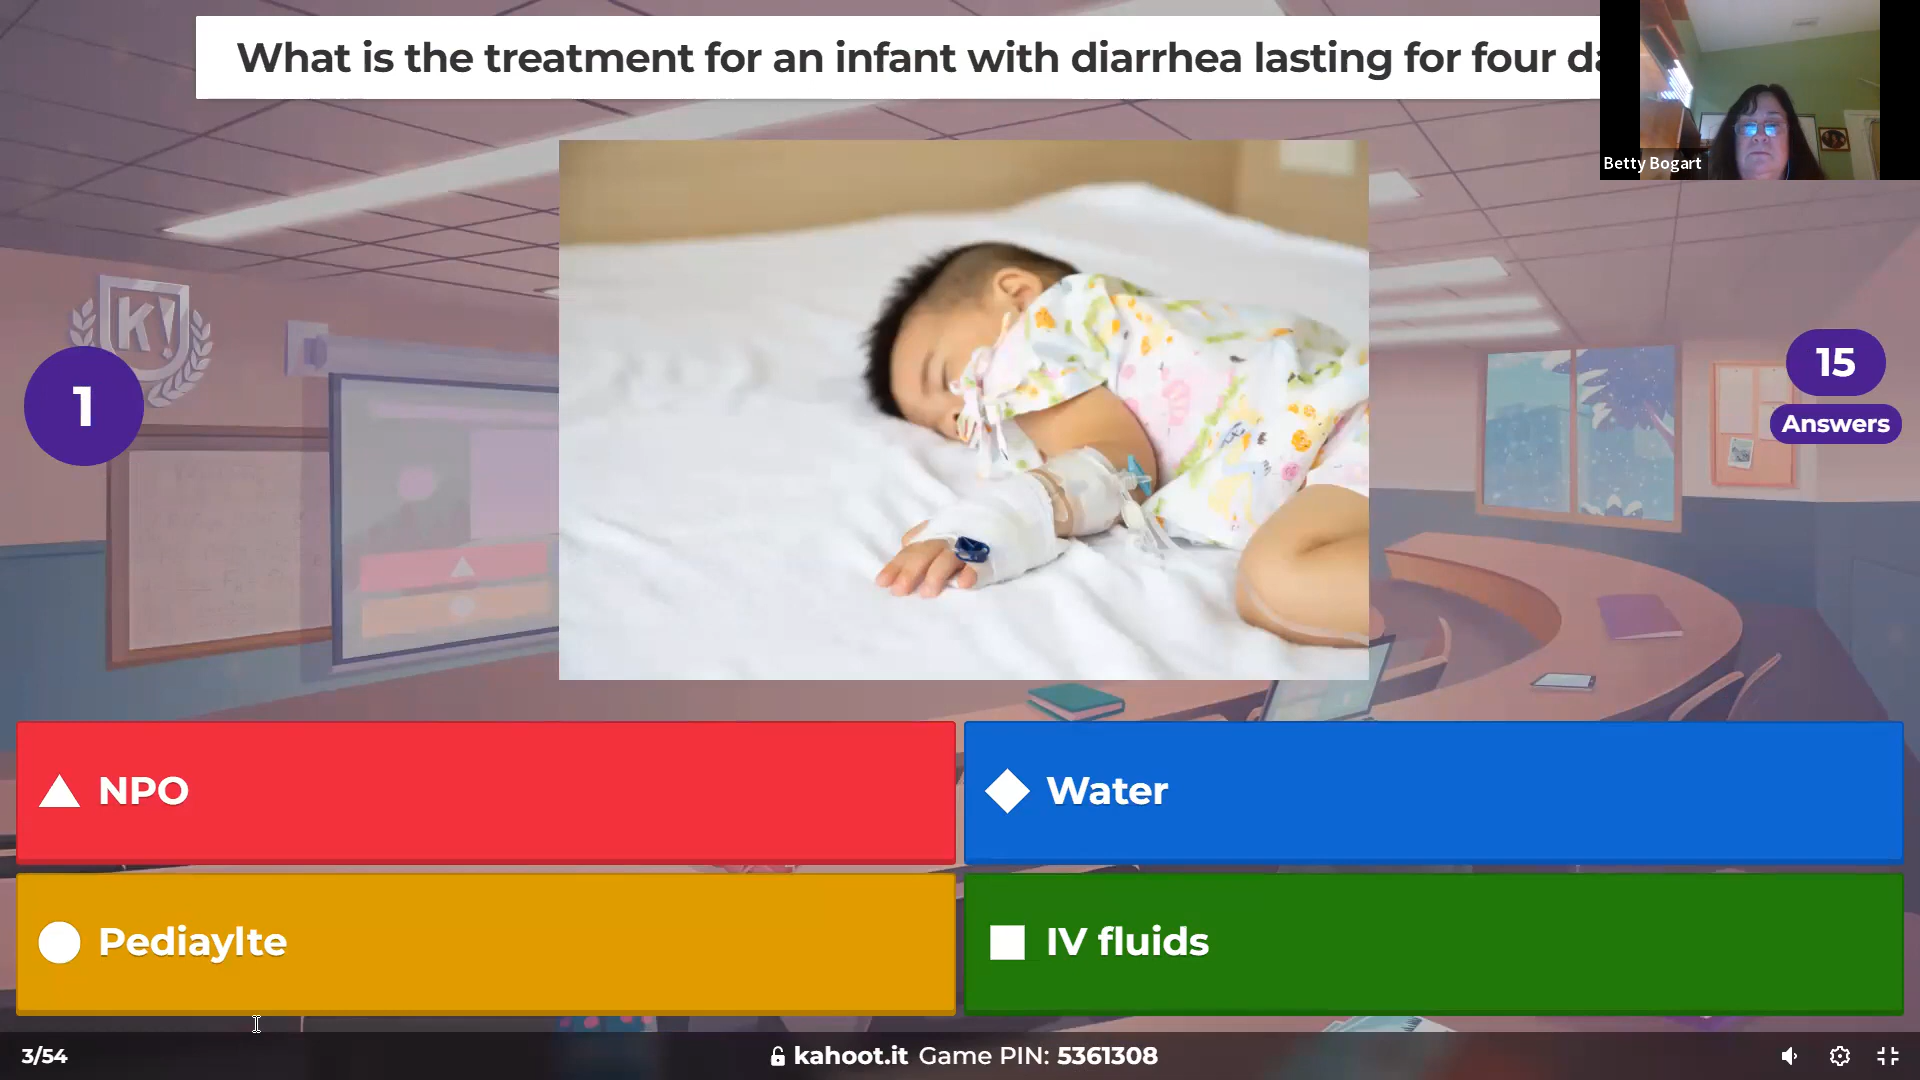 What is the treatment for an infant with diarrhea lasting for four
Betty Bogart
K!
1
15
Answers
NPO
Water
Pediaylte
IV fluids
3/54
kahoot.it Game PIN: 5361308